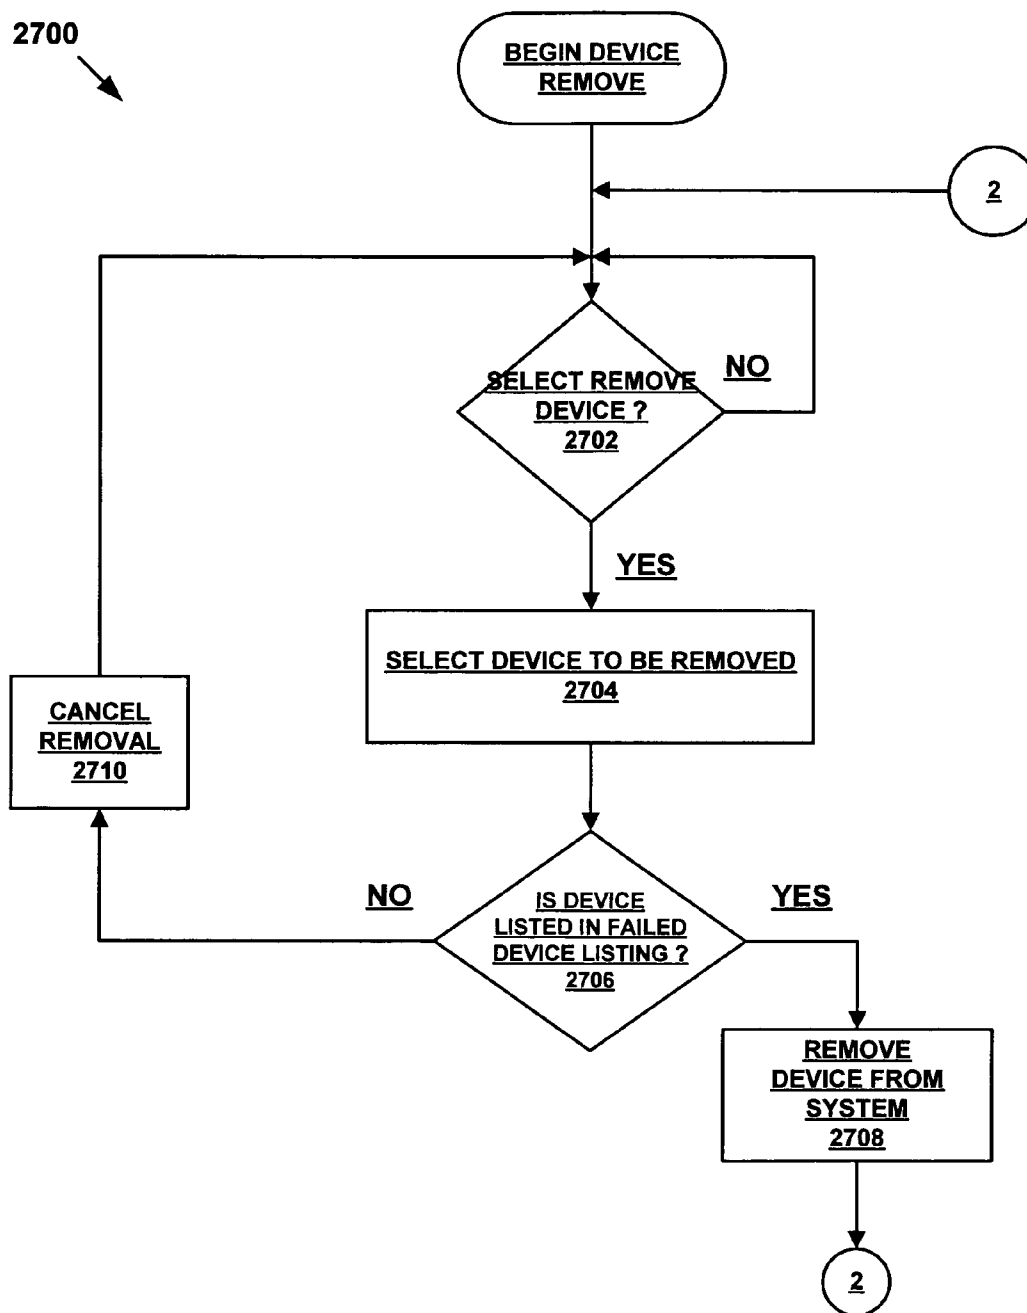 2700
BEGIN DEVICE
REMOVE
2
SELECT REMOVE
DEVICE ?
2702
NO
YES
SELECT DEVICE TO BE REMOVED
2704
CANCEL
REMOVAL
2710
NO
IS DEVICE
LISTED IN FAILED
DEVICE LISTING ?
2706
YES
REMOVE
DEVICE FROM
SYSTEM
2708
2